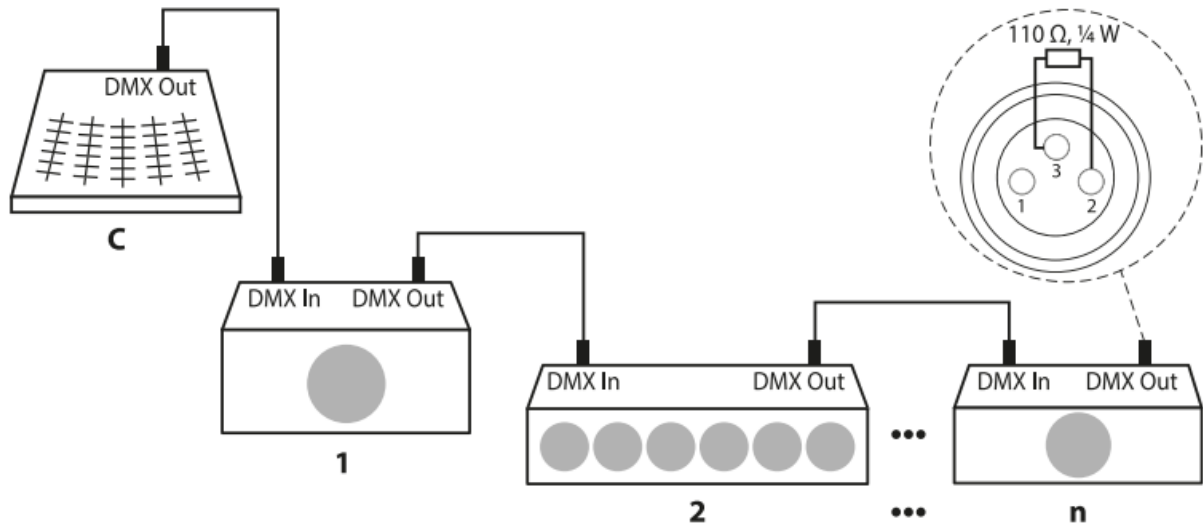 DMX Out
C
110 Ω, ¼ W
3
1
2
DMX In DMX Out
1
DMX In DMX Out
2
•••
•••
DMX In DMX Out
n